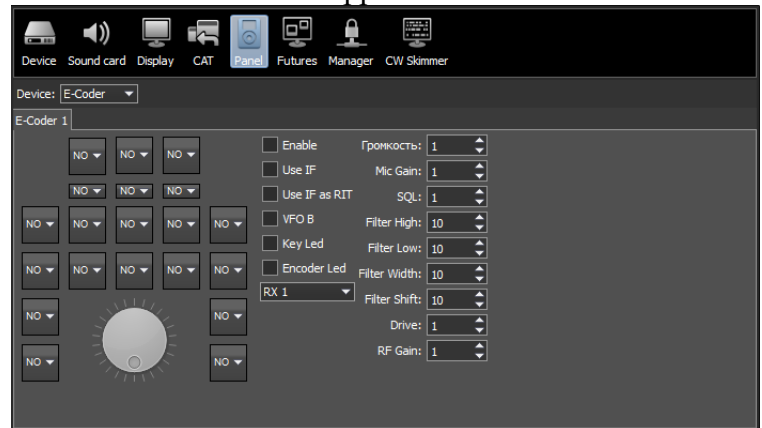 Device Sound card Display CAT Panel Futures Manager CW Skimmer
Device: E-Coder
E-Coder 1
NO NO NO
NO NO NO
NO NO NO NO NO
NO NO NO NO NO
NO NO
NO NO
Enable
Use IF
Use IF as RIT
VFO B
Key Led
Encoder Led
RX 1
Громкость: 1
Mic Gain: 1
SQL: 1
Filter High: 10
Filter Low: 10
Filter Width: 10
Filter Shift: 10
Drive: 1
RF Gain: 1